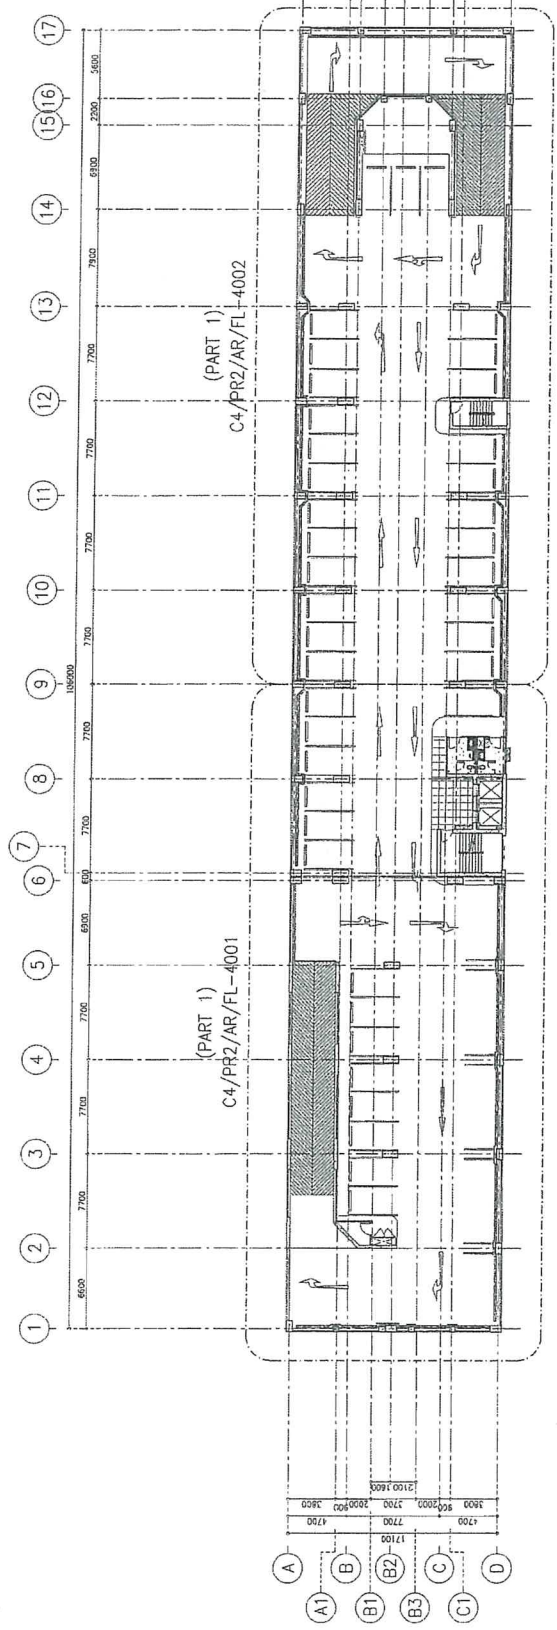 1 2 3 4 5 6 7 8 9 10 11 12 13 14 15 16 17
106000
6600 7700 7700 7700 6900 600 7700 7700 7700 7700 7700 7700 7900 6900 2200 5600
(PART 1)
C4/PR2/AR/FL-4001
(PART 1)
C4/PR2/AR/FL-4002
A
A1
B
B1
B2
B3
C
C1
D
17100
4700 7700 4700
3800 900 2000 3700 2000 900 3800
2100 1600